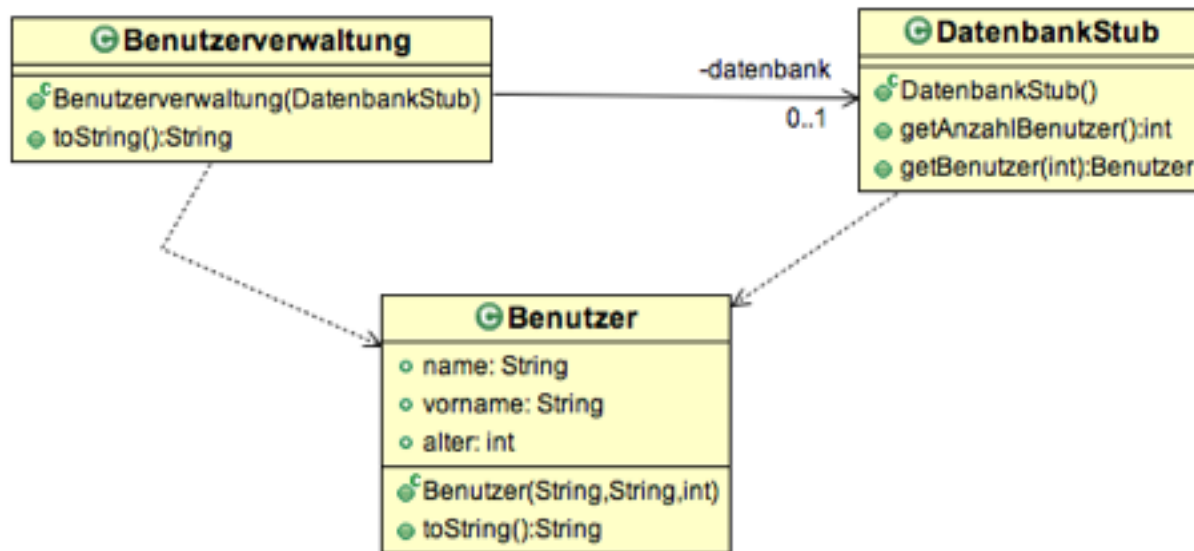 Benutzerverwaltung
Benutzerverwaltung(DatenbankStub)
toString():String
-datenbank
0..1
DatenbankStub
DatenbankStub()
getAnzahlBenutzer():int
getBenutzer(int):Benutzer
Benutzer
name: String
vorname: String
alter: int
Benutzer(String,String,int)
toString():String